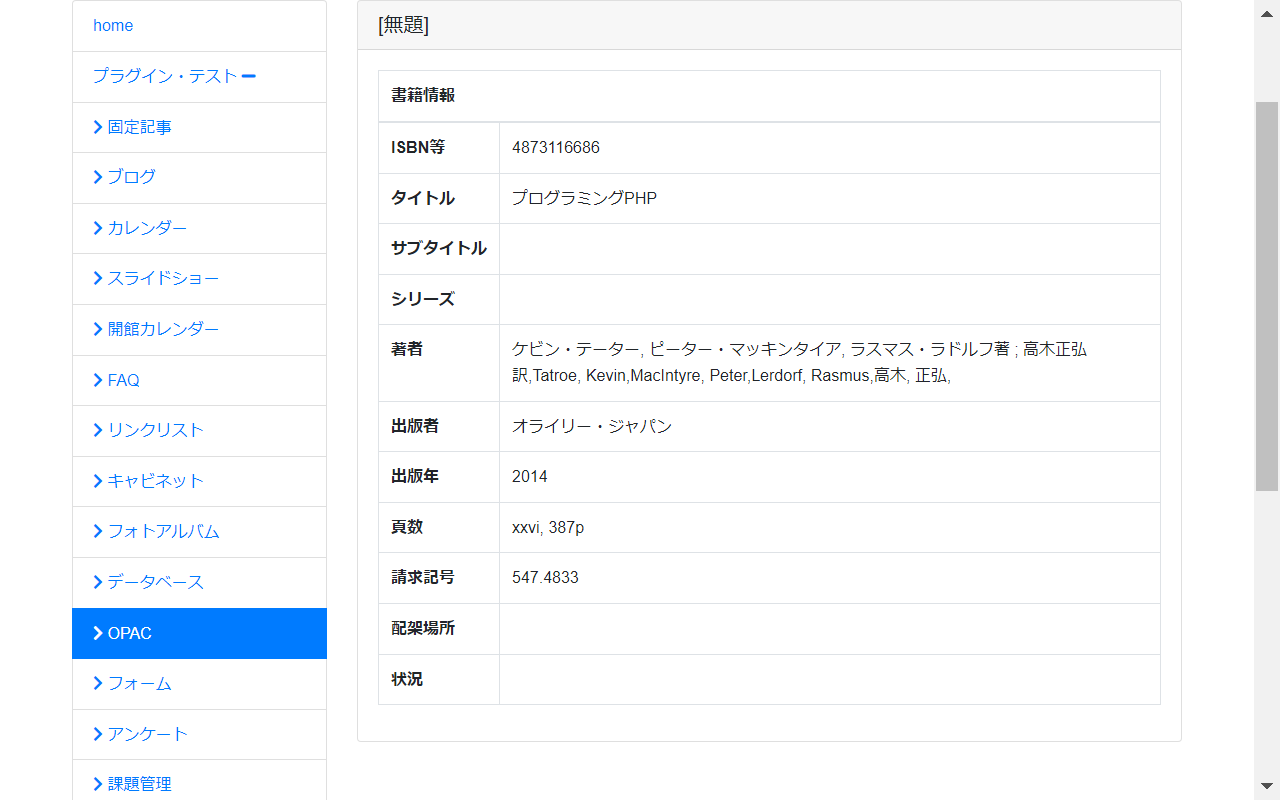 home
プラグイン・テスト
固定記事
ブログ
カレンダー
スライドショー
開館カレンダー
FAQ
リンクリスト
キャビネット
フォトアルバム
データベース
OPAC
フォーム
アンケート
課題管理
[無題]
書籍情報
ISBN等 4873116686
タイトル プログラミングPHP
サブタイトル
シリーズ
著者 ケビン・テーター, ピーター・マッキンタイア, ラスマス・ラドルフ著 ; 高木正弘
訳,Tatroe, Kevin,MacIntyre, Peter,Lerdorf, Rasmus,高木, 正弘,
出版者 オライリー・ジャパン
出版年 2014
頁数 xxvi, 387p
請求記号 547.4833
配架場所
状況